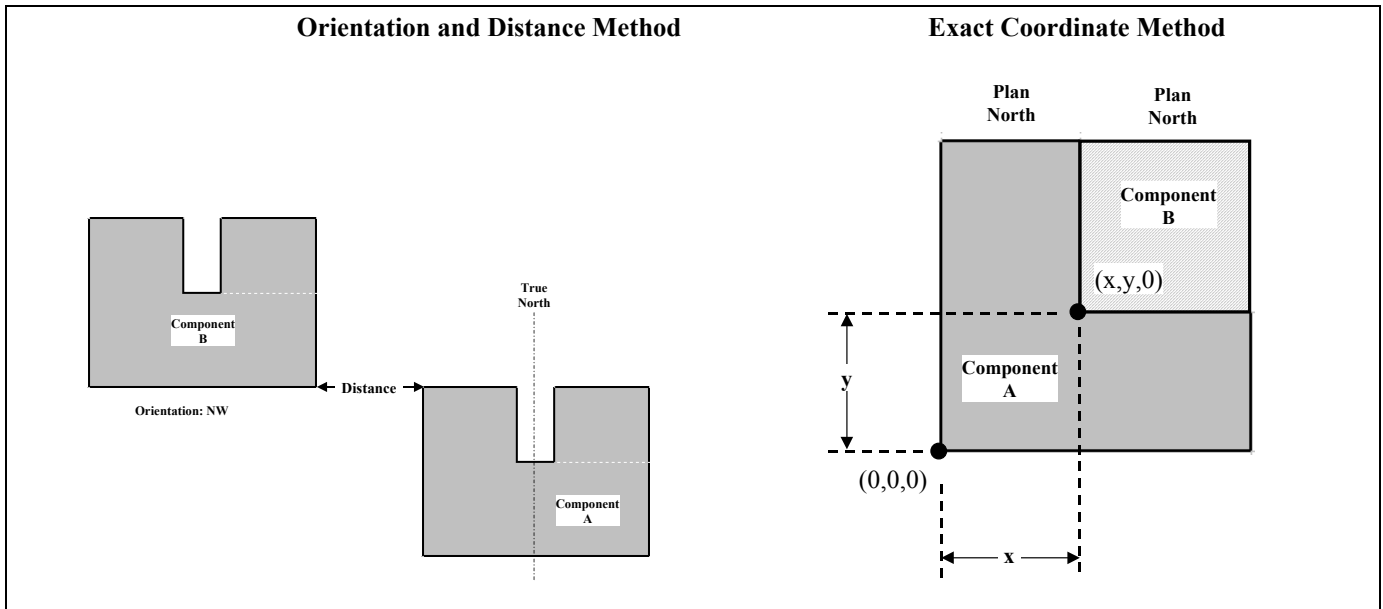 Orientation and Distance Method
Exact Coordinate Method
Component
B
Orientation: NW
Distance
True
North
Component
A
Plan
North
Plan
North
Component
B
(x,y,0)
Component
A
y
(0,0,0)
x